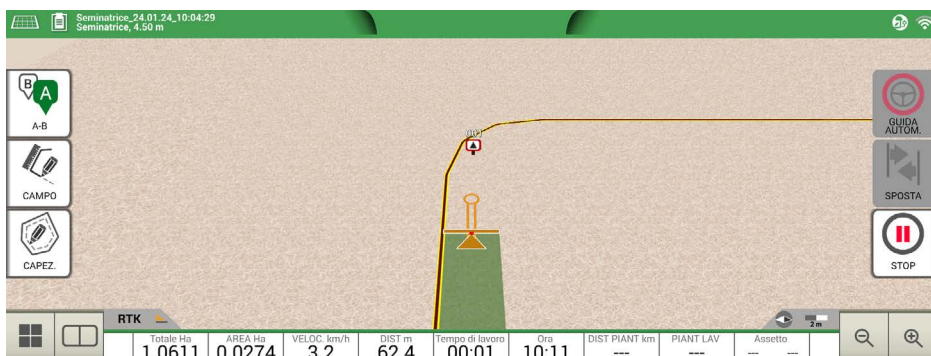 Seminatrice_24.01.24_10:04:29
Seminatrice, 4.50 m
B
A
A-B
CAMPO
CAPEZ.
001
GUIDA
AUTOM.
SPOSTA
STOP
RTK
2 m
Totale Ha
1.0611
AREA Ha
0.0274
VELOC. km/h
3.2
DIST m
62.4
Tempo di lavoro
00:01
Ora
10:11
DIST PIANT km
---
PIANT LAV
---
Assetto
--- ---